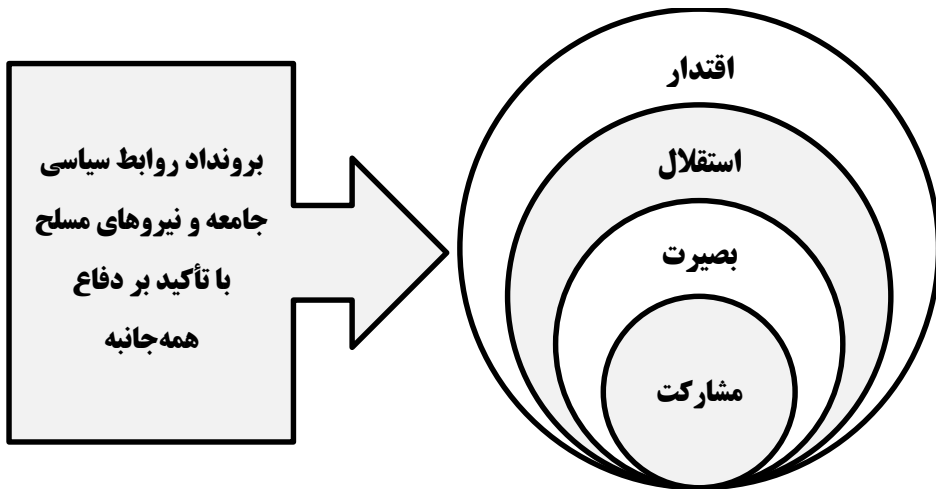 برونداد روابط سیاسی
جامعه و نیروهای مسلح
با تأکید بر دفاع
همه‌جانبه
اقتدار
استقلال
بصیرت
مشارکت